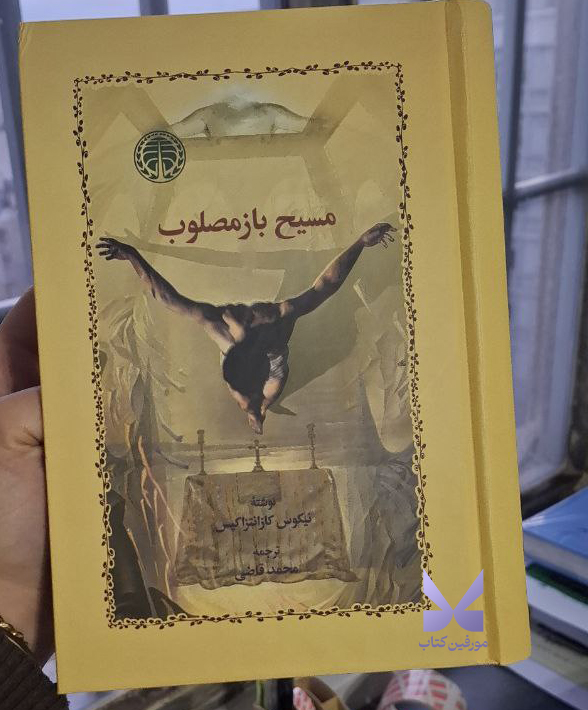 مسیح بازمصلوب
نوشتهٔ
نیکوس کازانتزاکیس
ترجمه
محمد قاضی
مورفین کتاب